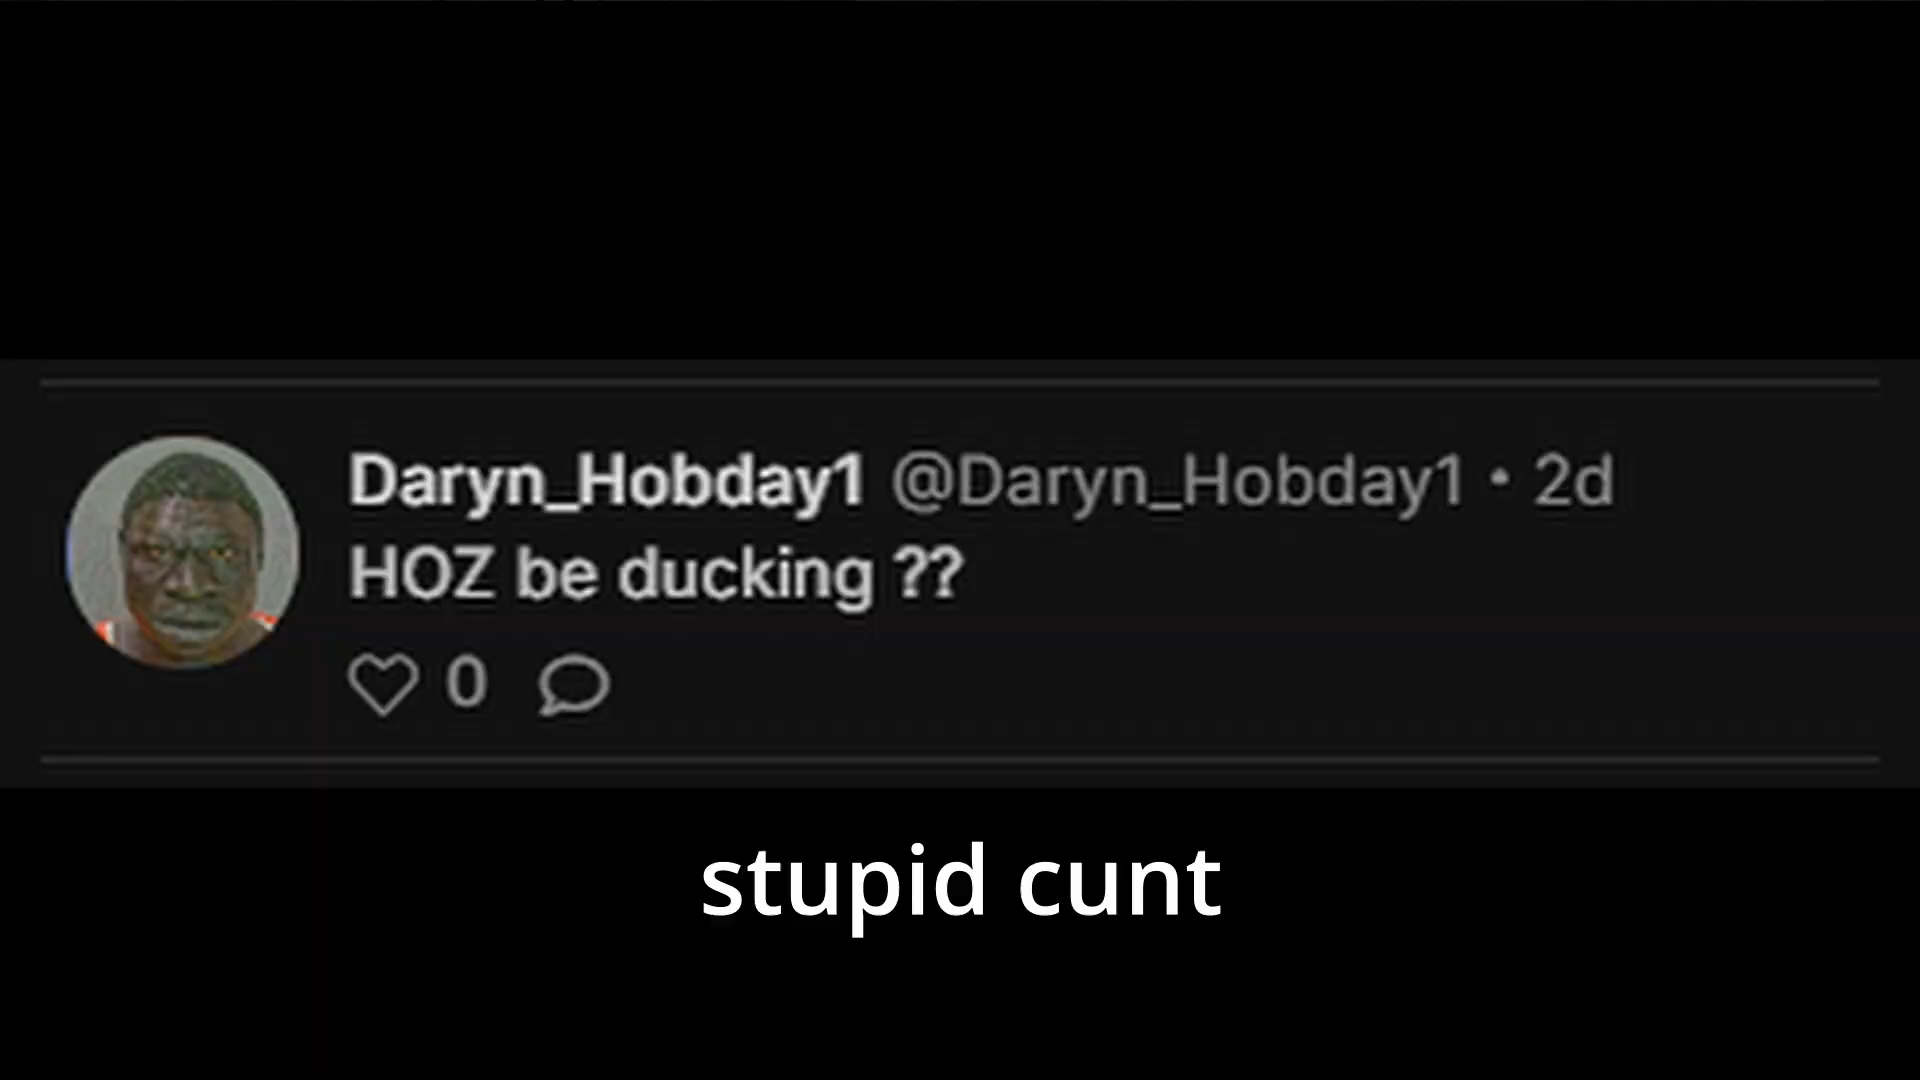 Daryn_Hobday1 @Daryn_Hobday1 • 2d
HOZ be ducking ??
0
stupid cunt